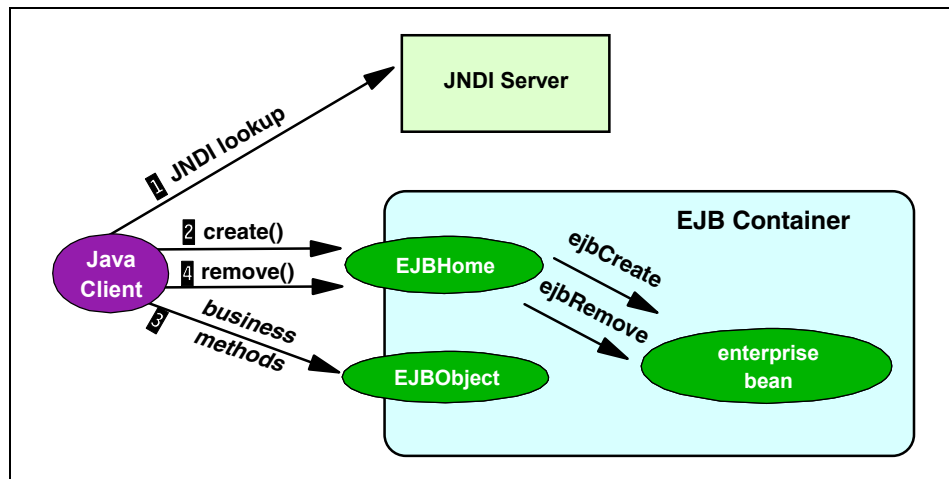 JNDI Server
1 JNDI lookup
EJB Container
2 create()
ejbCreate
Java
Client
EJBHome
4 remove()
ejbRemove
3 business
methods
enterprise
bean
EJBObject